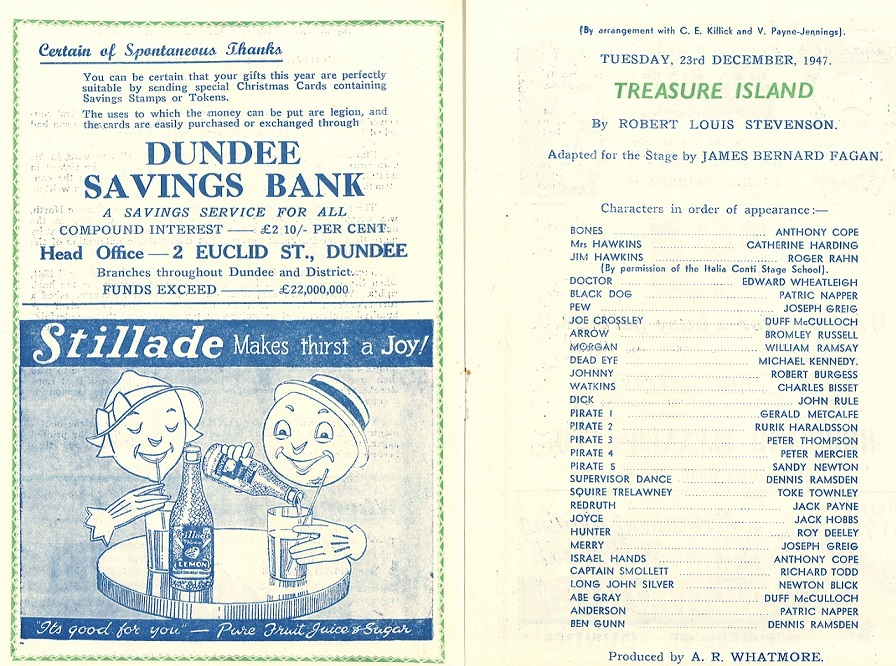 Certain of Spontaneous Thanks
You can be certain that your gifts this year are perfectly
suitable by sending special Christmas Cards containing
Savings Stamps or Tokens.
The uses to which the money can be put are legion, and
the cards are easily purchased or exchanged through
DUNDEE
SAVINGS BANK
A SAVINGS SERVICE FOR ALL
COMPOUND INTEREST — £2 10/- PER CENT.
Head Office — 2 EUCLID ST., DUNDEE
Branches throughout Dundee and District.
FUNDS EXCEED — £22,000,000
Stillade Makes thirst a Joy!
Stillade
LEMON
"Its good for you" — Pure Fruit Juice & Sugar
(By arrangement with C. E. Killick and V. Payne-Jennings).
TUESDAY, 23rd DECEMBER, 1947.
TREASURE ISLAND
By ROBERT LOUIS STEVENSON.
Adapted for the Stage by JAMES BERNARD FAGAN.
Characters in order of appearance:—
BONES ANTHONY COPE
Mrs HAWKINS CATHERINE HARDING
JIM HAWKINS ROGER RAHN
(By permission of the Italia Conti Stage School).
DOCTOR EDWARD WHEATLEIGH
BLACK DOG PATRIC NAPPER
PEW JOSEPH GREIG
JOE CROSSLEY DUFF McCULLOCH
ARROW BROMLEY RUSSELL
MORGAN WILLIAM RAMSAY
DEAD EYE MICHAEL KENNEDY.
JOHNNY ROBERT BURGESS
WATKINS CHARLES BISSET
DICK JOHN RULE
PIRATE 1 GERALD METCALFE
PIRATE 2 RURIK HARALDSSON
PIRATE 3 PETER THOMPSON
PIRATE 4 PETER MERCIER
PIRATE 5 SANDY NEWTON
SUPERVISOR DANCE DENNIS RAMSDEN
SQUIRE TRELAWNEY TOKE TOWNLEY
REDRUTH JACK PAYNE
JOYCE JACK HOBBS
HUNTER ROY DEELEY
MERRY JOSEPH GREIG
ISRAEL HANDS ANTHONY COPE
CAPTAIN SMOLLETT RICHARD TODD
LONG JOHN SILVER NEWTON BLICK
ABE GRAY DUFF McCULLOCH
ANDERSON PATRIC NAPPER
BEN GUNN DENNIS RAMSDEN
Produced by A. R. WHATMORE.